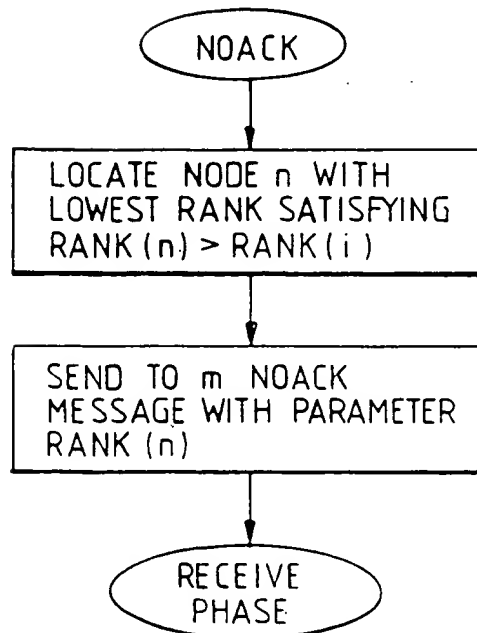 NOACK
LOCATE NODE n WITH
LOWEST RANK SATISFYING
RANK (n) > RANK (i)
SEND TO m NOACK
MESSAGE WITH PARAMETER
RANK (n)
RECEIVE
PHASE